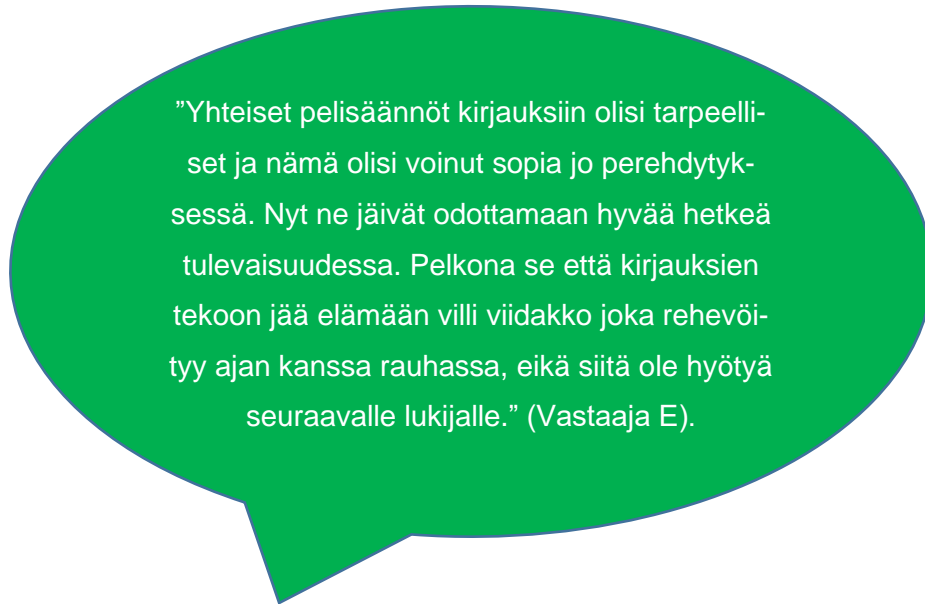 ”Yhteiset pelisäännöt kirjauksiin olisi tarpeelli-
set ja nämä olisi voinut sopia jo perehdytyk-
sessä. Nyt ne jäivät odottamaan hyvää hetkeä
tulevaisuudessa. Pelkona se että kirjauksien
tekoon jää elämään villi viidakko joka rehevöi-
tyy ajan kanssa rauhassa, eikä siitä ole hyötyä
seuraavalle lukijalle.” (Vastaaja E).